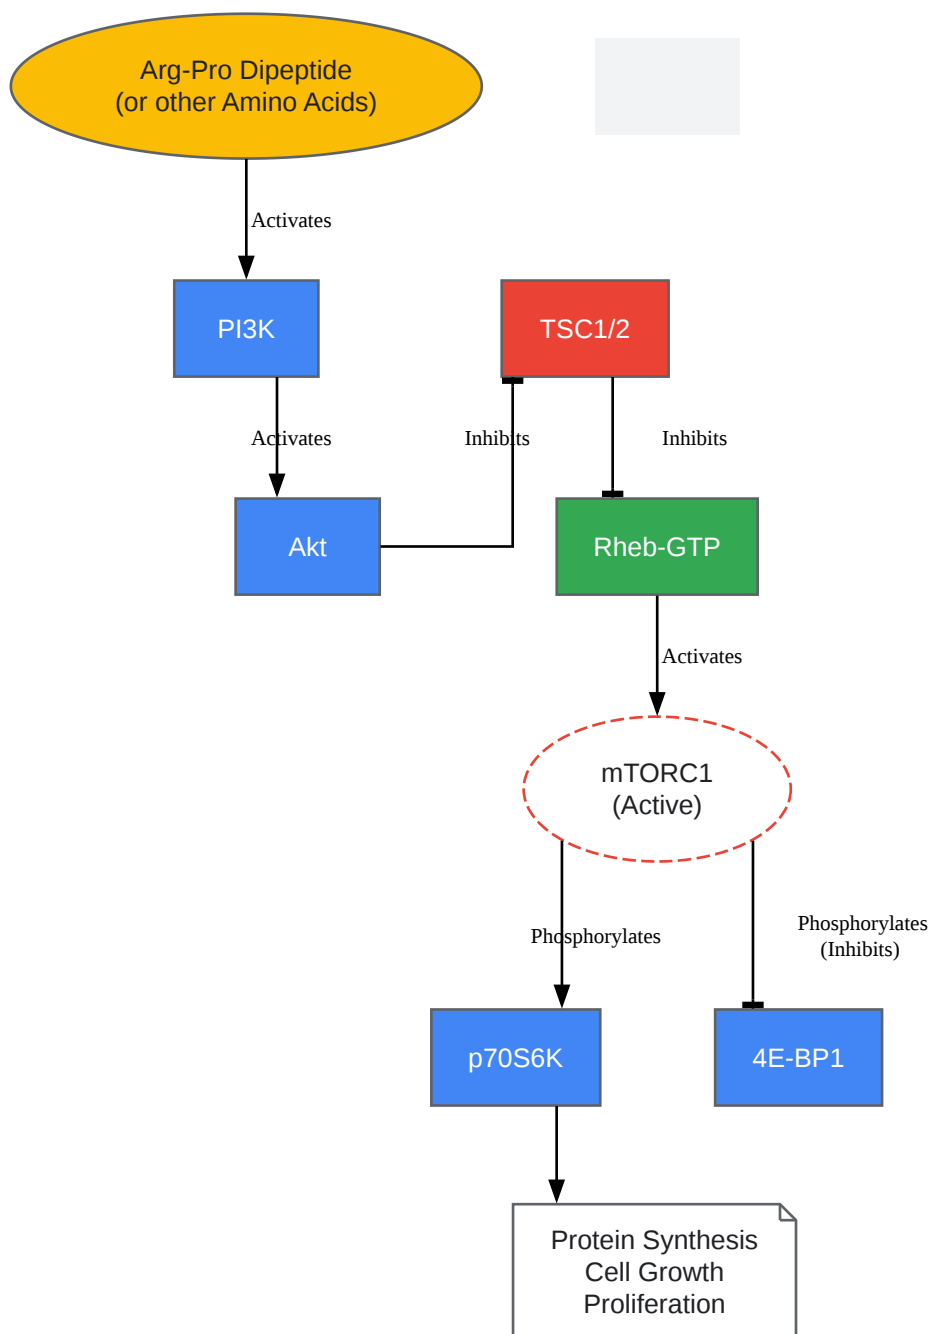 Arg-Pro Dipeptide
(or other Amino Acids)
Activates
PI3K
TSC1/2
Activates
Inhibits
Inhibits
Akt
Rheb-GTP
Activates
mTORC1
(Active)
Phosphorylates
Phosphorylates
(Inhibits)
p70S6K
4E-BP1
Protein Synthesis
Cell Growth
Proliferation